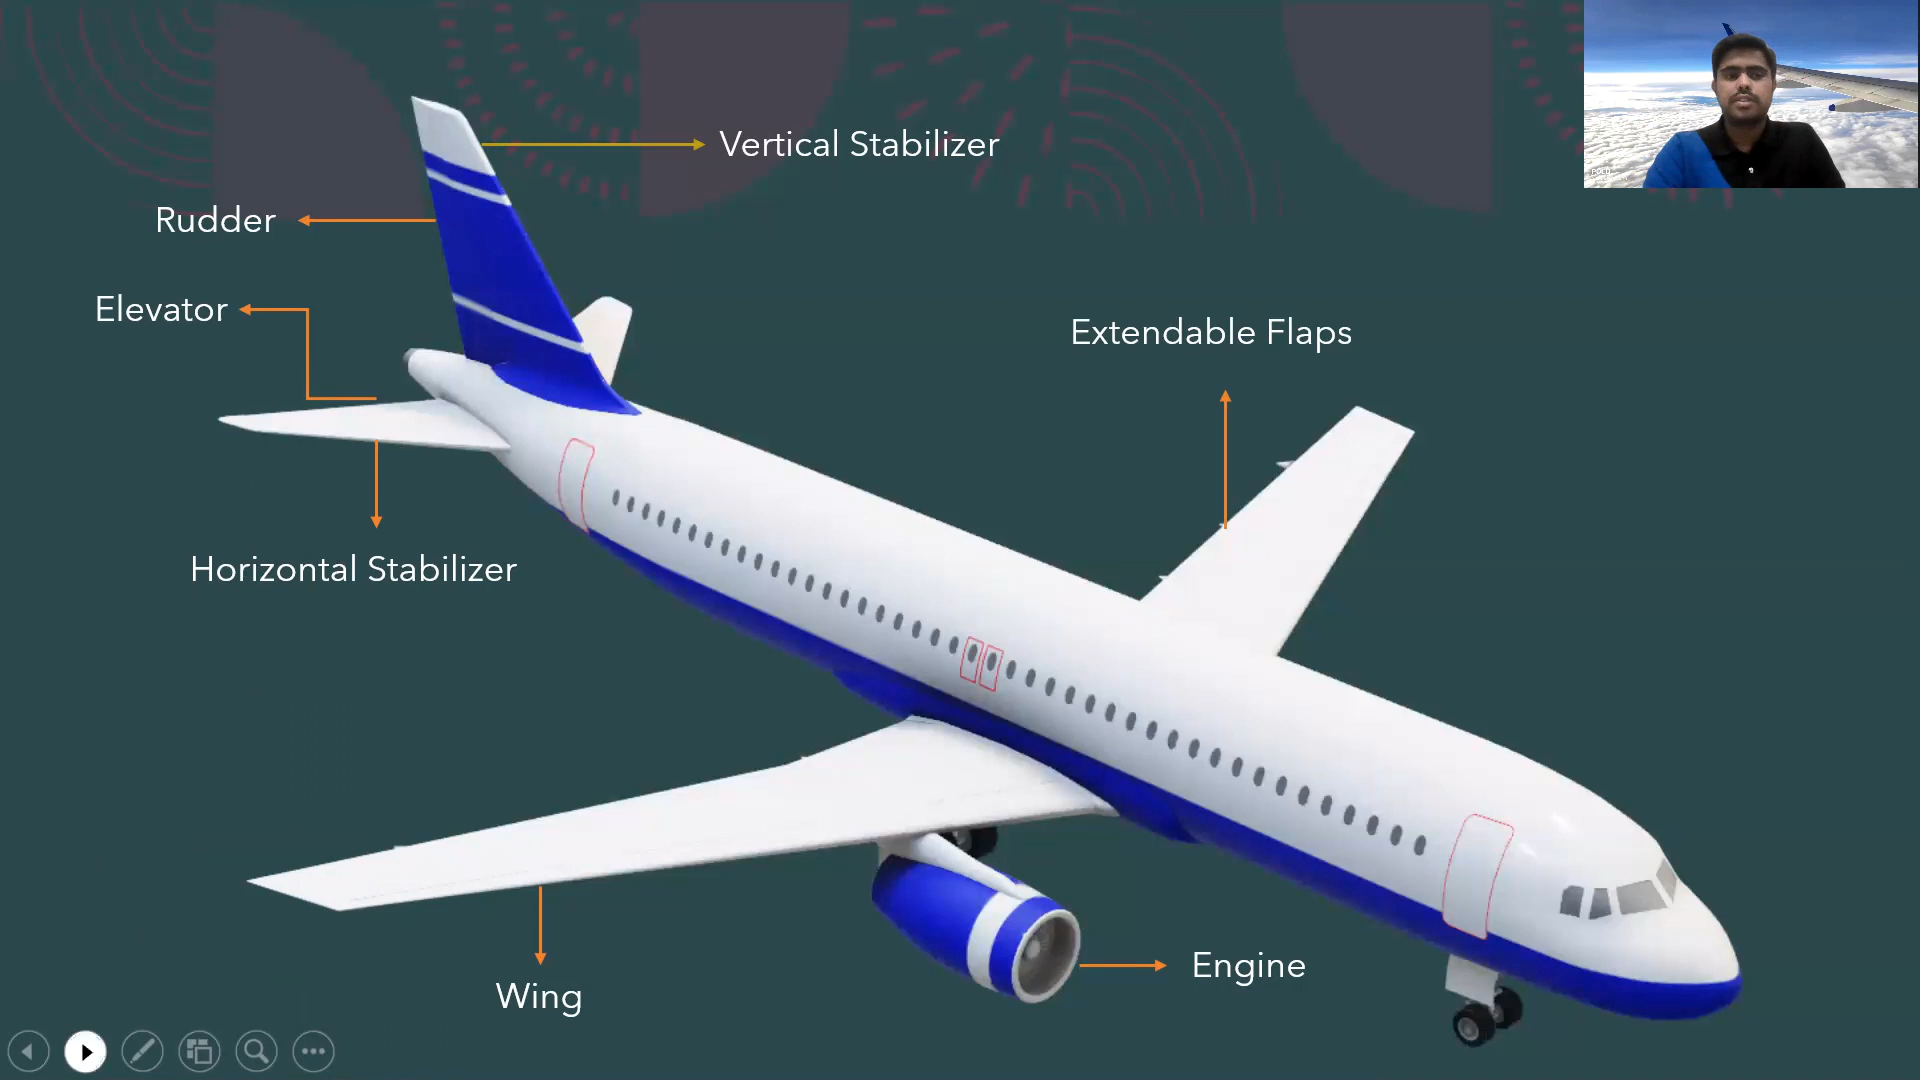 Vertical Stabilizer
Rudder
Elevator
Extendable Flaps
Horizontal Stabilizer
Engine
Wing